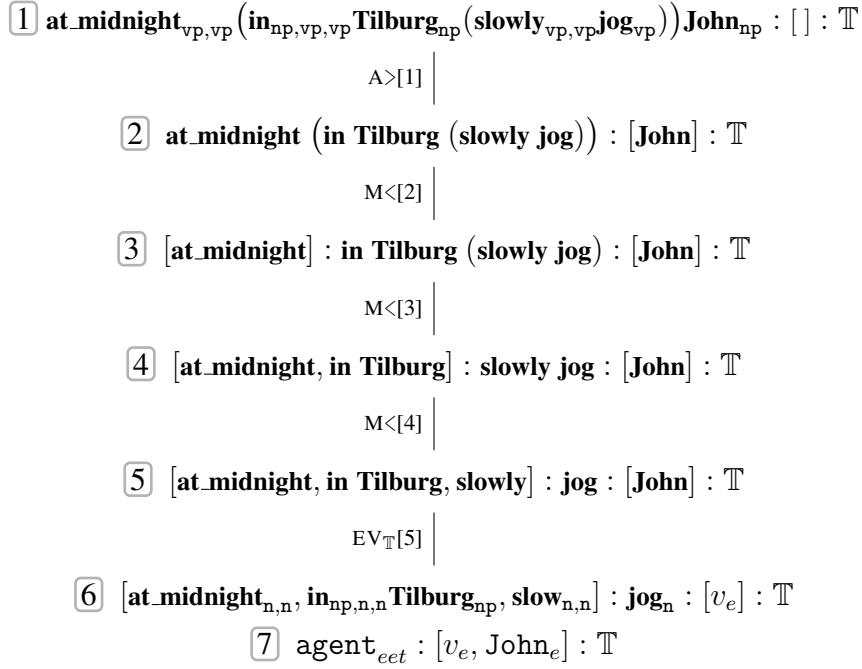 1 at_midnight_{vp,vp}(in_{np,vp,vp}Tilburg_{np}(slowly_{vp,vp}jog_{vp}))John_{np} : [ ] : 𝕋
A>[1]
2 at_midnight (in Tilburg (slowly jog)) : [John] : 𝕋
M<[2]
3 [at_midnight] : in Tilburg (slowly jog) : [John] : 𝕋
M<[3]
4 [at_midnight, in Tilburg] : slowly jog : [John] : 𝕋
M<[4]
5 [at_midnight, in Tilburg, slowly] : jog : [John] : 𝕋
EV_𝕋[5]
6 [at_midnight_{n,n}, in_{np,n,n}Tilburg_{np}, slow_{n,n}] : jog_n : [v_e] : 𝕋
7 agent_{eet} : [v_e, John_e] : 𝕋